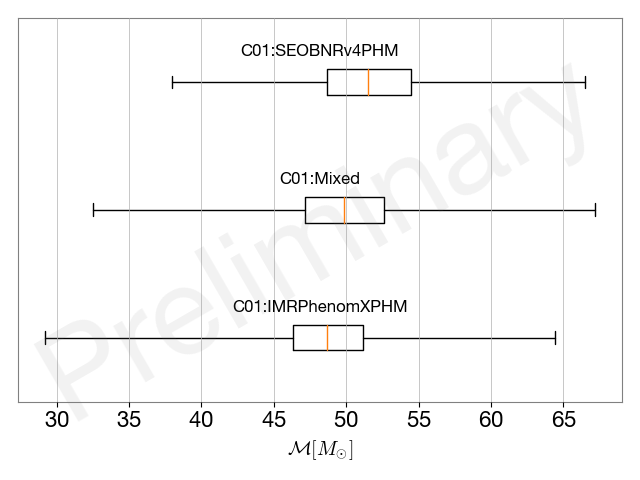 C01:SEOBNRv4PHM
C01:Mixed
C01:IMRPhenomXPHM
Preliminary
30 35 40 45 50 55 60 65
ℳ[M⊙]